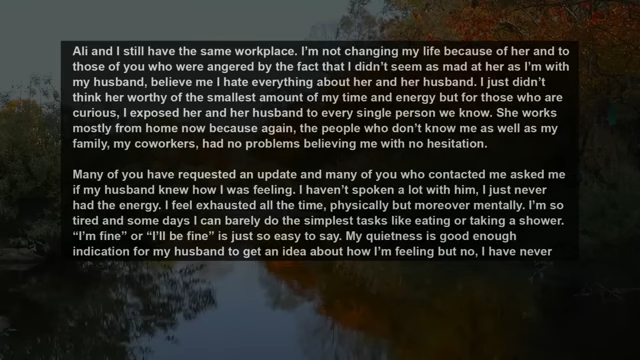 Ali and I still have the same workplace. I’m not changing my life because of her and to
those of you who were angered by the fact that I didn’t seem as mad at her as I’m with
my husband, believe me I hate everything about her and her husband. I just didn’t
think her worthy of the smallest amount of my time and energy but for those who are
curious, I exposed her and her husband to every single person we know. She works
mostly from home now because again, the people who don’t know me as well as my
family, my coworkers, had no problems believing me with no hesitation.

Many of you have requested an update and many of you who contacted me asked me
if my husband knew how I was feeling. I haven’t spoken a lot with him, I just never
had the energy. I feel exhausted all the time, physically but moreover mentally. I’m so
tired and some days I can barely do the simplest tasks like eating or taking a shower.
“I’m fine” or “I’ll be fine” is just so easy to say. My quietness is good enough
indication for my husband to get an idea about how I’m feeling but no, I have never